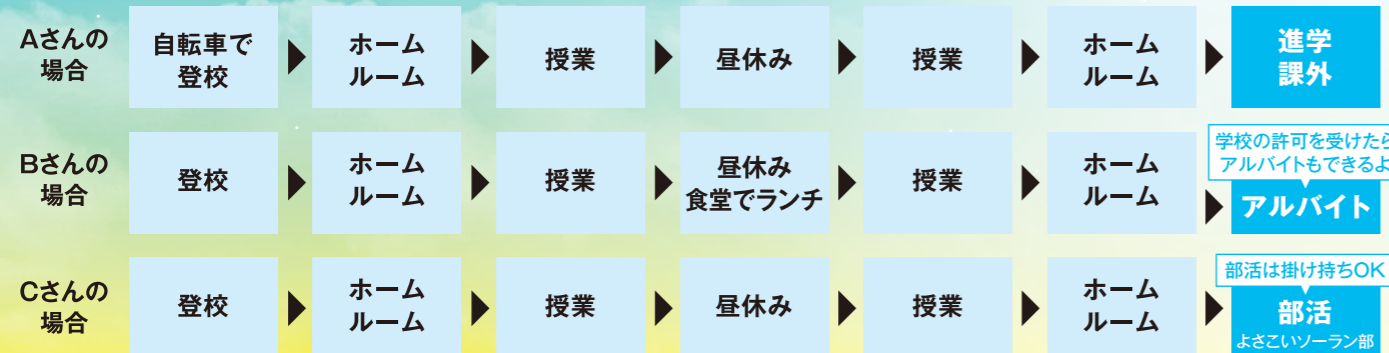 Aさんの
場合
自転車で
登校
ホーム
ルーム
授業
昼休み
授業
ホーム
ルーム
進学
課外
Bさんの
場合
登校
ホーム
ルーム
授業
昼休み
食堂でランチ
授業
ホーム
ルーム
学校の許可を受けたら
アルバイトもできるよ
アルバイト
Cさんの
場合
登校
ホーム
ルーム
授業
昼休み
授業
ホーム
ルーム
部活は掛け持ちOK
部活
よさこいソーラン部